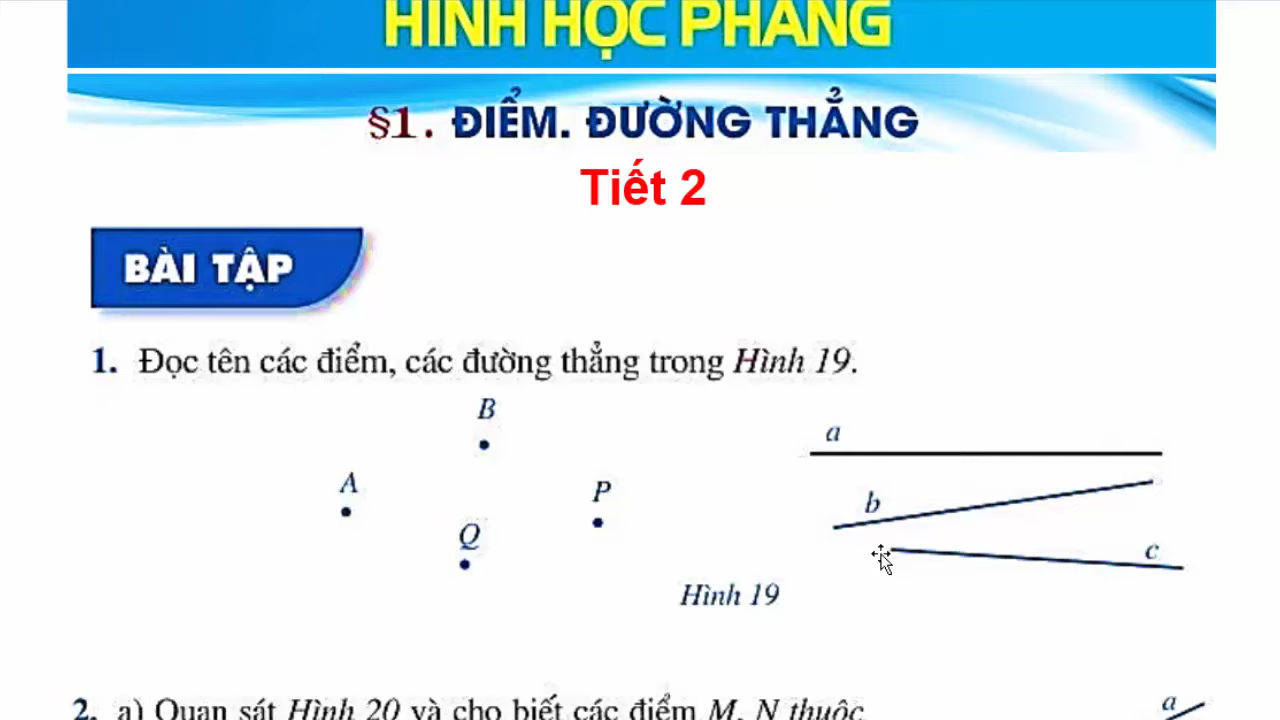 HÌNH HỌC PHẲNG
§1. ĐIỂM. ĐƯỜNG THẲNG
Tiết 2
BÀI TẬP
1. Đọc tên các điểm, các đường thẳng trong Hình 19.
B
a
A
P
b
Q
c
Hình 19
2. a) Quan sát Hình 20 và cho biết các điểm M, N thuộc
a